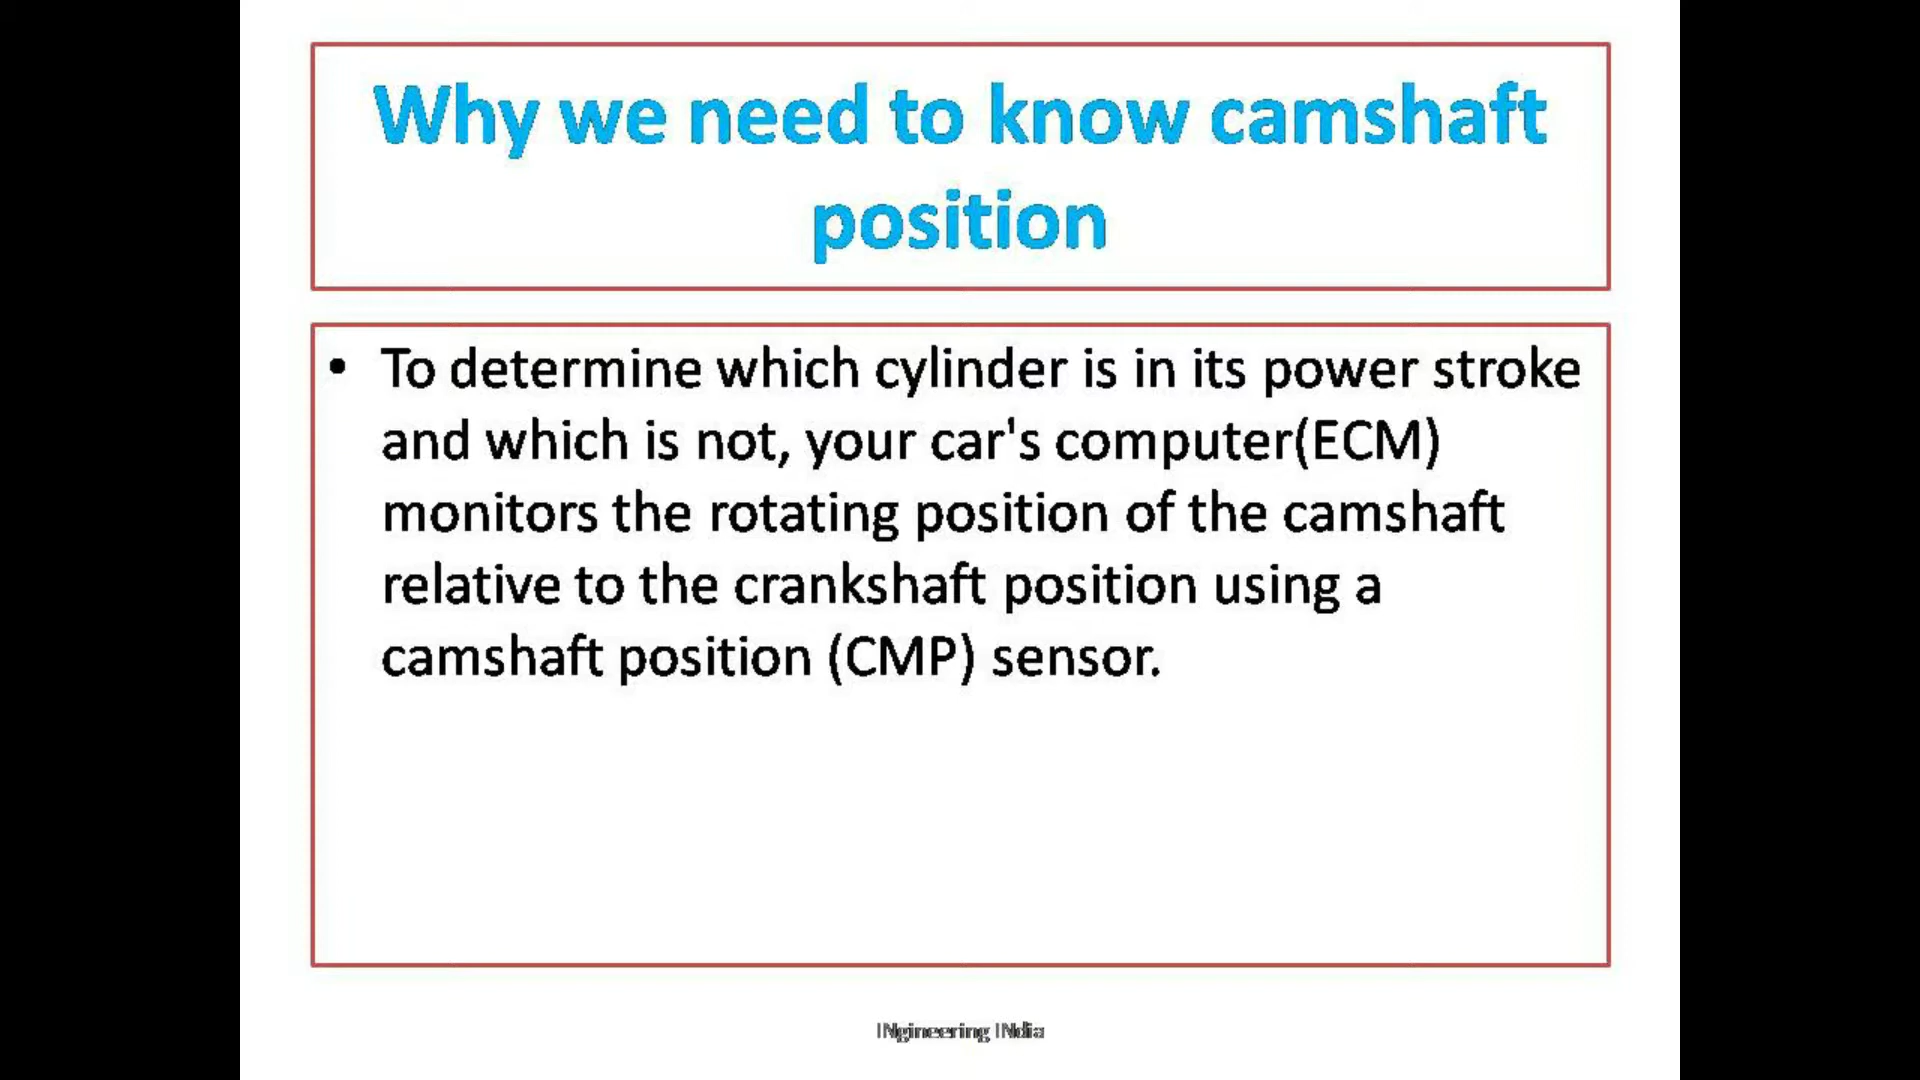 Why we need to know camshaft
position
• To determine which cylinder is in its power stroke
and which is not, your car's computer(ECM)
monitors the rotating position of the camshaft
relative to the crankshaft position using a
camshaft position (CMP) sensor.
INgineering INdia